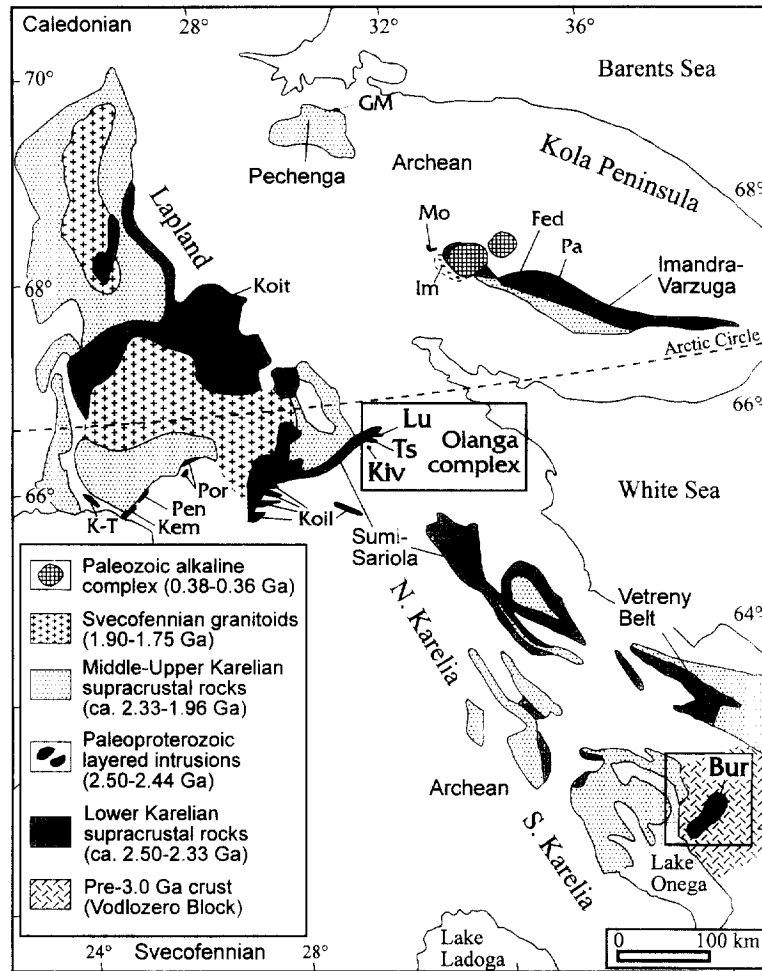 Caledonian
28°
32°
36°
70°
Barents Sea
GM
Pechenga
Archean
Kola Peninsula
68°
Lapland
Mo
Fed
Pa
Im
Imandra-
Varzuga
68°
Koit
Arctic Circle
66°
Lu
Ts
Kiv
Olanga
complex
66°
Por
Pen
K-T
Kem
Koil
White Sea
Sumi-
Sariola
N. Karelia
Vetreny
Belt
64°
Paleozoic alkaline
complex (0.38-0.36 Ga)
Svecofennian granitoids
(1.90-1.75 Ga)
Middle-Upper Karelian
supracrustal rocks
(ca. 2.33-1.96 Ga)
Paleoproterozoic
layered intrusions
(2.50-2.44 Ga)
Lower Karelian
supracrustal rocks
(ca. 2.50-2.33 Ga)
Pre-3.0 Ga crust
(Vodlozero Block)
Archean
Bur
S. Karelia
Lake
Onega
24°
Svecofennian
28°
Lake
Ladoga
0 100 km